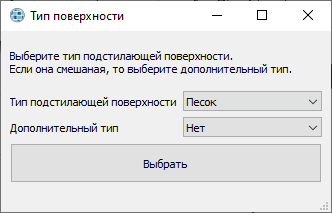 Тип поверхности
Выберите тип подстилающей поверхности.
Если она смешаная, то выберите дополнительный тип.
Тип подстилающей поверхности Песок
Дополнительный тип Нет
Выбрать